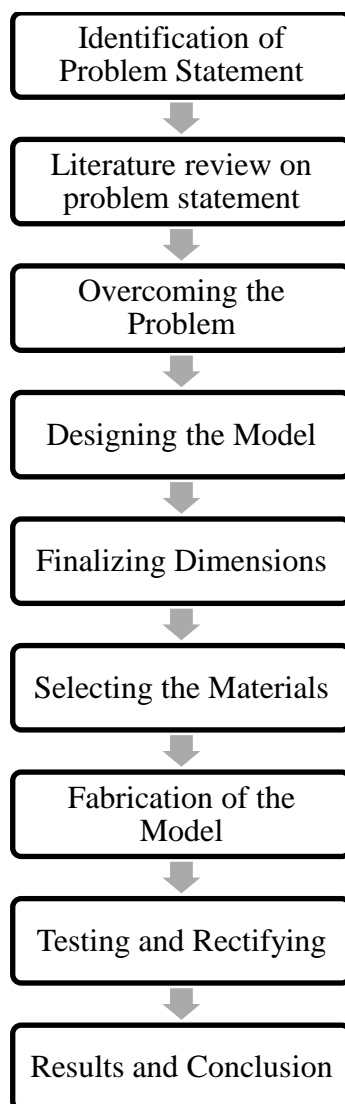 Identification of
Problem Statement
Literature review on
problem statement
Overcoming the
Problem
Designing the Model
Finalizing Dimensions
Selecting the Materials
Fabrication of the
Model
Testing and Rectifying
Results and Conclusion